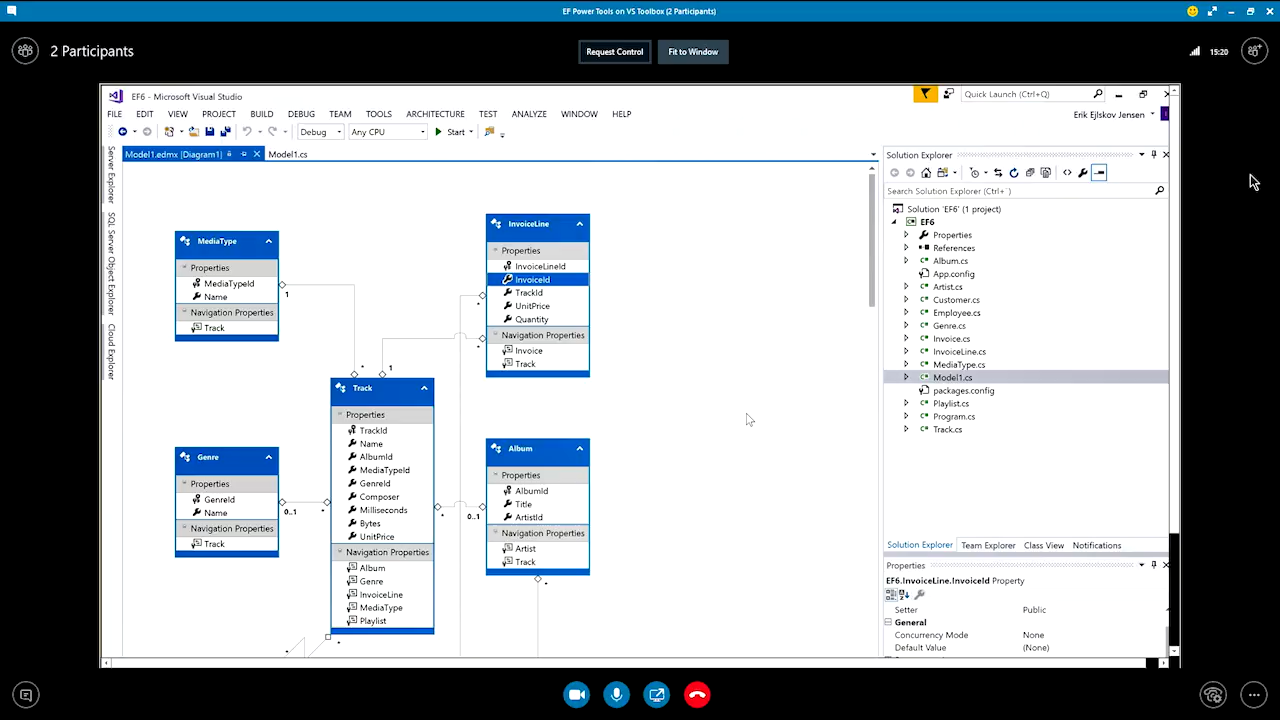 EF Power Tools on VS Toolbox (2 Participants)
2 Participants
Request Control
Fit to Window
15:20
EF6 - Microsoft Visual Studio
Quick Launch (Ctrl+Q)
FILE EDIT VIEW PROJECT BUILD DEBUG TEAM TOOLS ARCHITECTURE TEST ANALYZE WINDOW HELP
Erik Ejlskov Jensen
Debug Any CPU Start
Server Explorer
SQL Server Object Explorer
Cloud Explorer
Model1.edmx [Diagram1]
Model1.cs
MediaType
Properties
MediaTypeId
Name
Navigation Properties
Track
1
*
1
InvoiceLine
Properties
InvoiceLineId
InvoiceId
TrackId
UnitPrice
Quantity
Navigation Properties
Invoice
Track
*
*
Genre
Properties
GenreId
Name
Navigation Properties
Track
0..1
*
Track
Properties
TrackId
Name
AlbumId
MediaTypeId
GenreId
Composer
Milliseconds
Bytes
UnitPrice
Navigation Properties
Album
Genre
InvoiceLine
MediaType
Playlist
*
*
0..1
Album
Properties
AlbumId
Title
ArtistId
Navigation Properties
Artist
Track
*
Solution Explorer
Search Solution Explorer (Ctrl+¨)
Solution 'EF6' (1 project)
EF6
Properties
References
Album.cs
App.config
Artist.cs
Customer.cs
Employee.cs
Genre.cs
Invoice.cs
InvoiceLine.cs
MediaType.cs
Model1.cs
packages.config
Playlist.cs
Program.cs
Track.cs
Solution Explorer Team Explorer Class View Notifications
Properties
EF6.InvoiceLine.InvoiceId Property
Setter Public
General
Concurrency Mode None
Default Value (None)